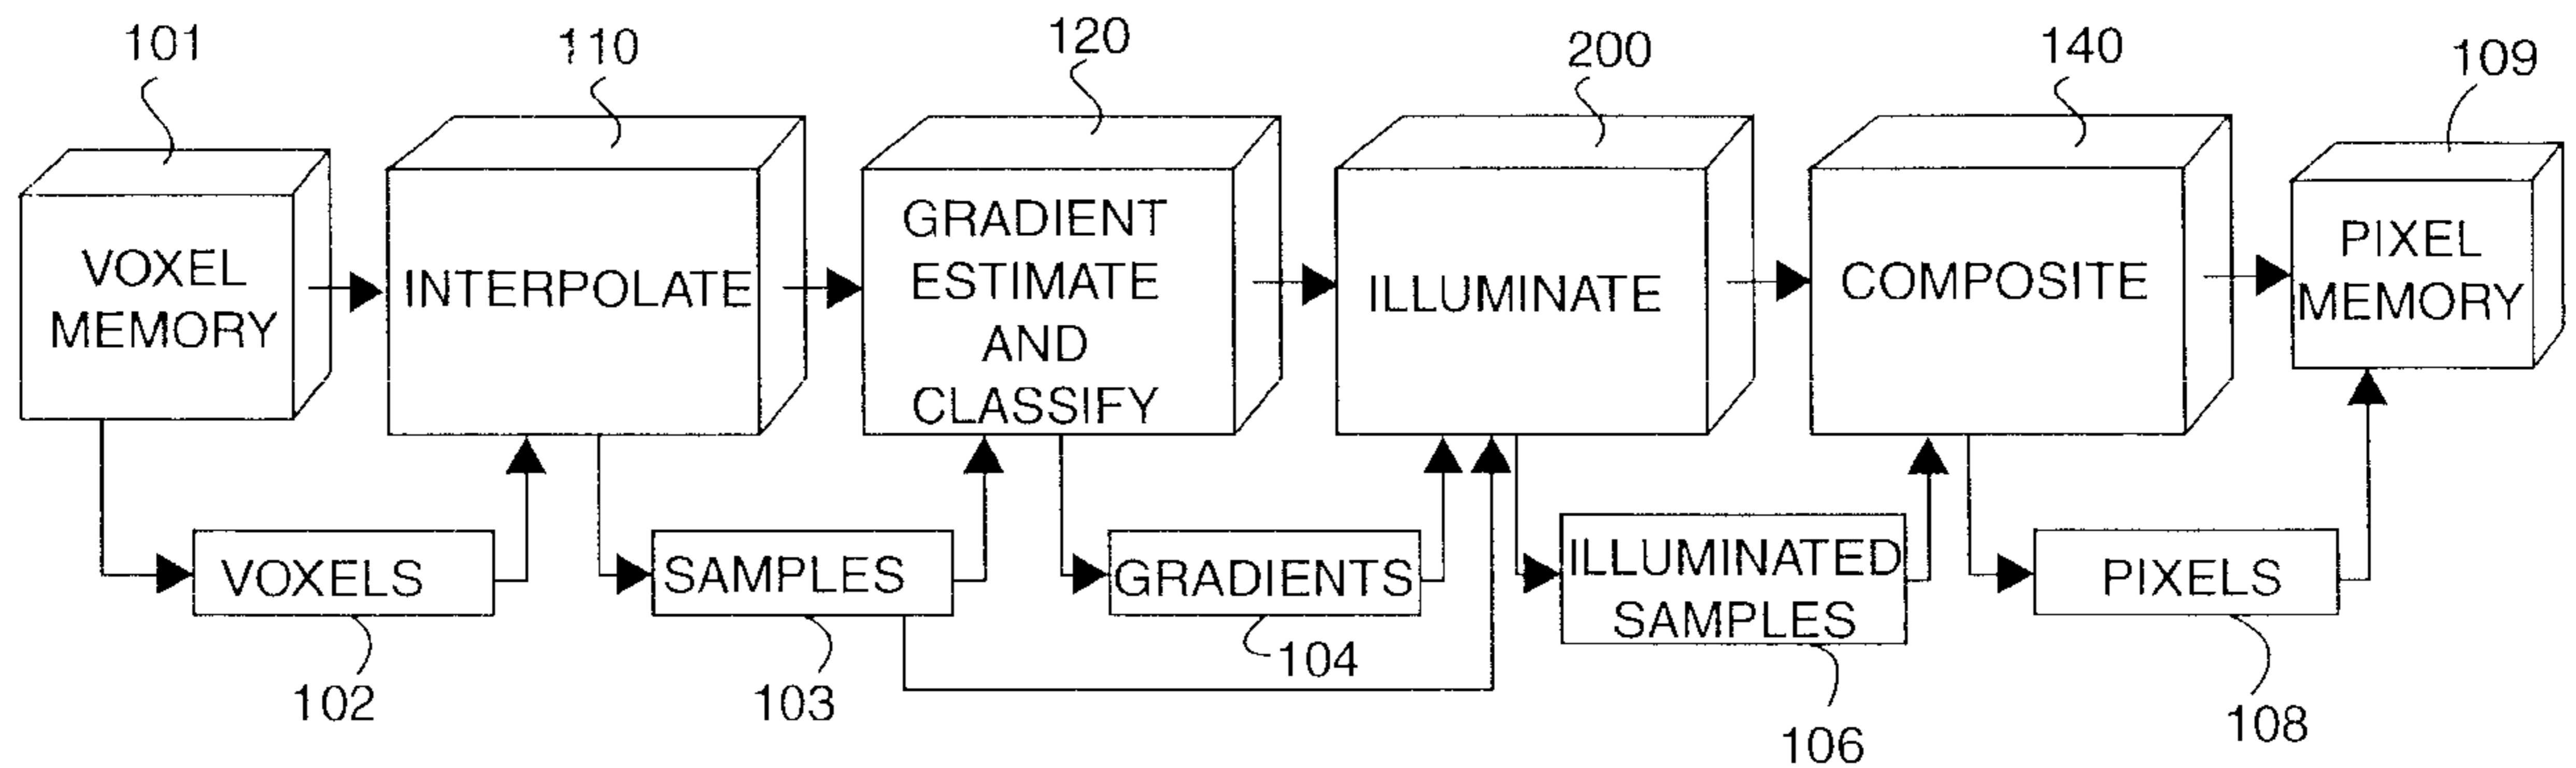 101
110
120
200
140
109
VOXEL
MEMORY
INTERPOLATE
GRADIENT
ESTIMATE
AND
CLASSIFY
ILLUMINATE
COMPOSITE
PIXEL
MEMORY
VOXELS
SAMPLES
GRADIENTS
ILLUMINATED
SAMPLES
PIXELS
102
103
104
106
108